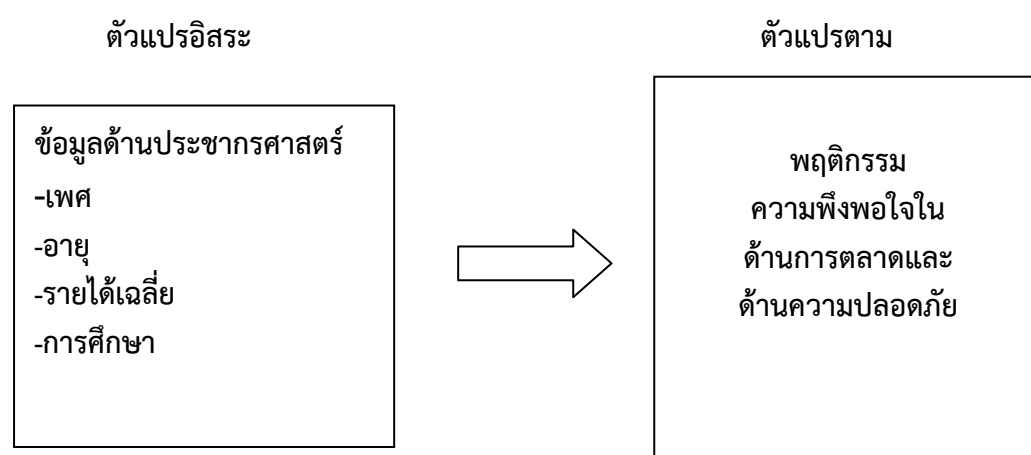 ตัวแปรอิสระ
ตัวแปรตาม
ข้อมูลด้านประชากรศาสตร์
-เพศ
-อายุ
-รายได้เฉลี่ย
-การศึกษา
พฤติกรรม
ความพึงพอใจใน
ด้านการตลาดและ
ด้านความปลอดภัย